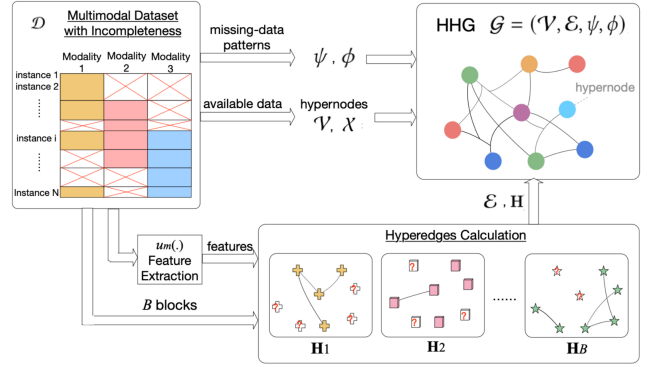 𝒟 Multimodal Dataset
with Incompleteness
Modality Modality Modality
1 2 3
instance 1
instance 2
instance i
Instance N
missing-data
patterns
ψ , ϕ
available data
hypernodes
𝒱, X
HHG 𝒢 = (𝒱, ℰ, ψ, ϕ)
hypernode
ℰ , H
um(.)
Feature
Extraction
features
B blocks
Hyperedges Calculation
? ? ? ?
? ? ?
? ?
......
H1
H2
HB